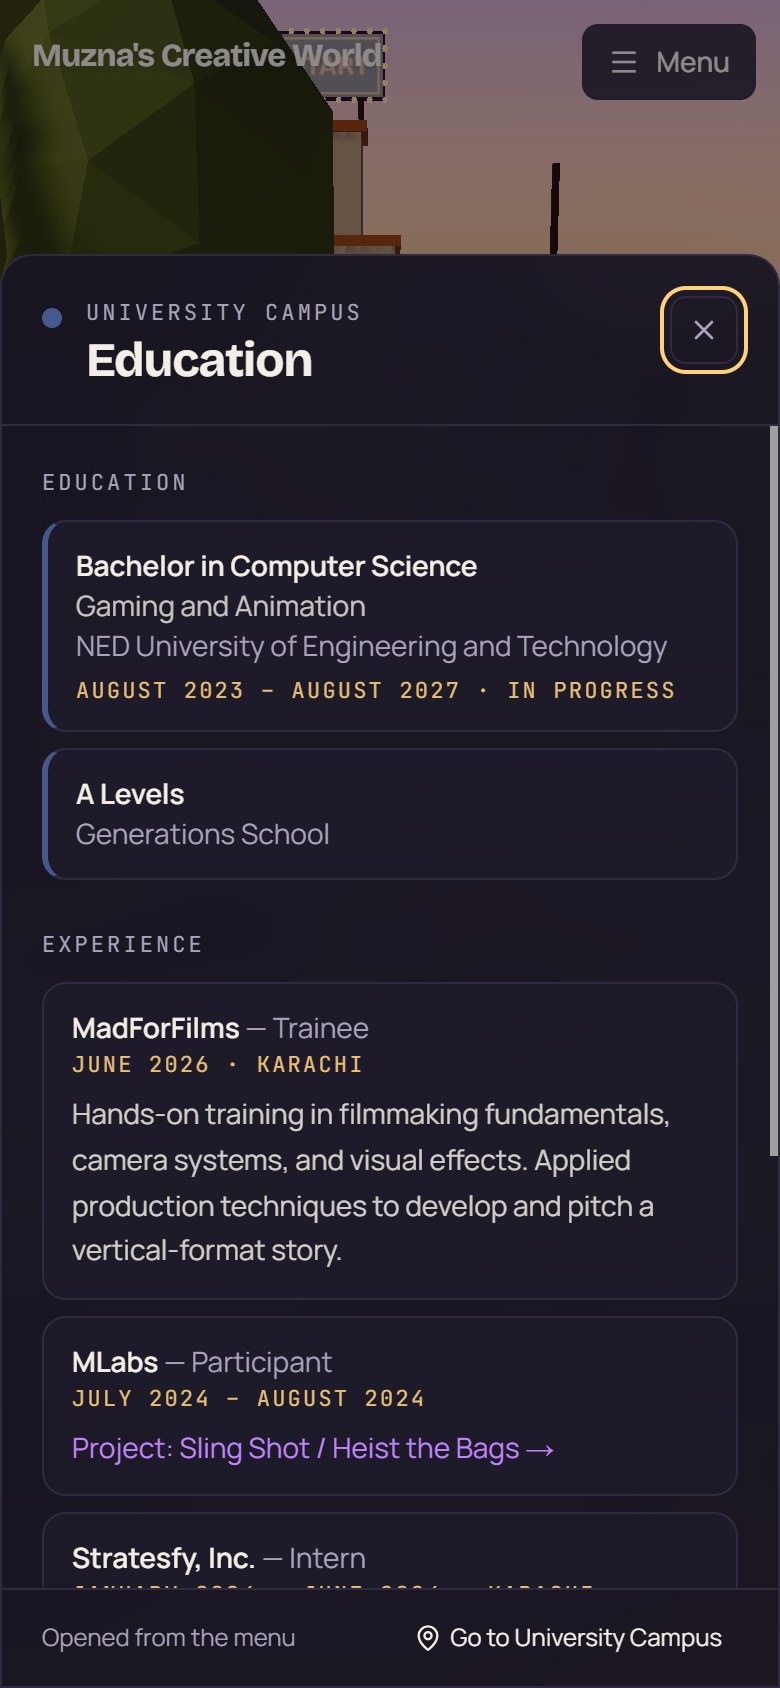 Muzna's Creative World
START
Menu
UNIVERSITY CAMPUS
Education
EDUCATION
Bachelor in Computer Science
Gaming and Animation
NED University of Engineering and Technology
AUGUST 2023 – AUGUST 2027 · IN PROGRESS
A Levels
Generations School
EXPERIENCE
MadForFilms — Trainee
JUNE 2026 · KARACHI
Hands-on training in filmmaking fundamentals,
camera systems, and visual effects. Applied
production techniques to develop and pitch a
vertical-format story.
MLabs — Participant
JULY 2024 – AUGUST 2024
Project: Sling Shot / Heist the Bags →
Stratesfy, Inc. — Intern
Opened from the menu
Go to University Campus